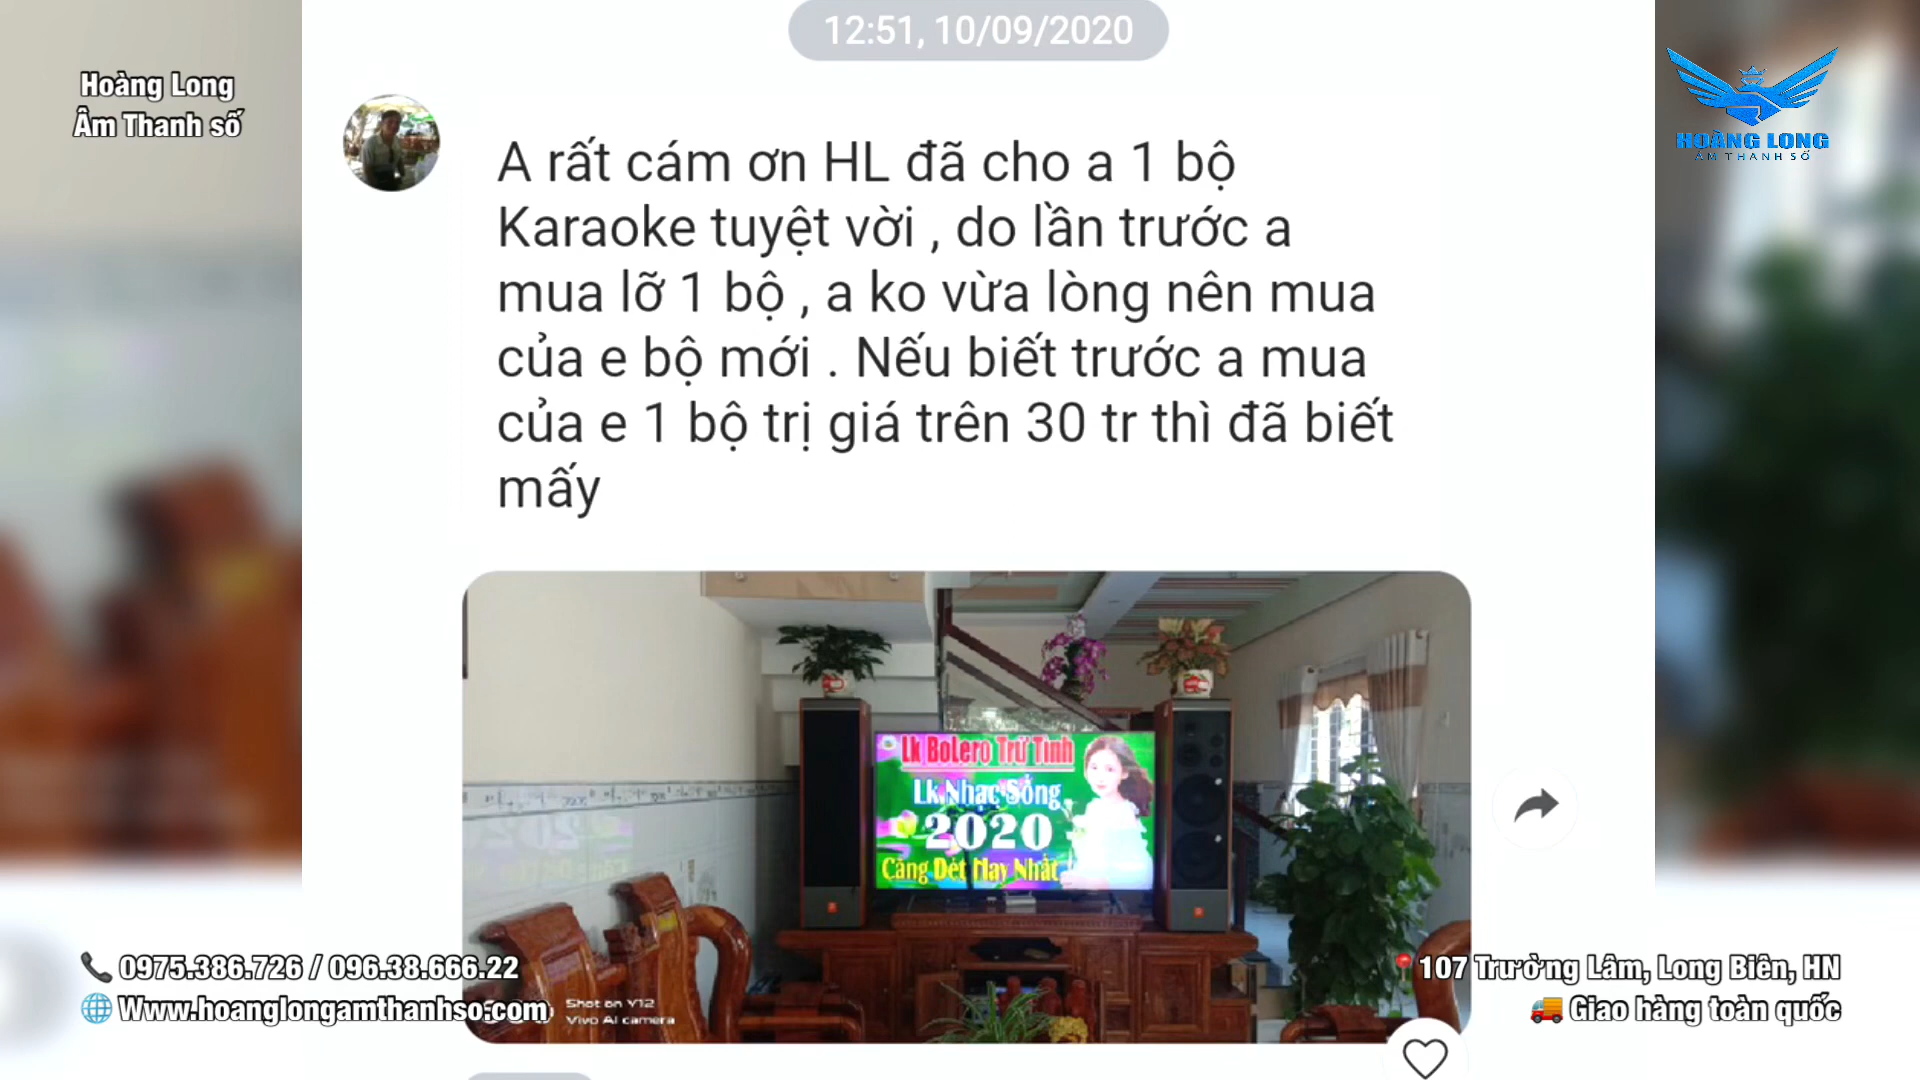 12:51, 10/09/2020
Hoàng Long
Âm Thanh số
HOÀNG LONG
ÂM THANH SỐ
A rất cám ơn HL đã cho a 1 bộ
Karaoke tuyệt vời , do lần trước a
mua lỡ 1 bộ , a ko vừa lòng nên mua
của e bộ mới . Nếu biết trước a mua
của e 1 bộ trị giá trên 30 tr thì đã biết
mấy
Lk Bolero Trữ Tình
Lk Nhạc Sống
2020
Căng Đét Hay Nhất
0975.386.726 / 096.38.666.22
Www.hoanglongamthanhso.com
Shot on Y12
Vivo AI camera
107 Trường Lâm, Long Biên, HN
Giao hàng toàn quốc